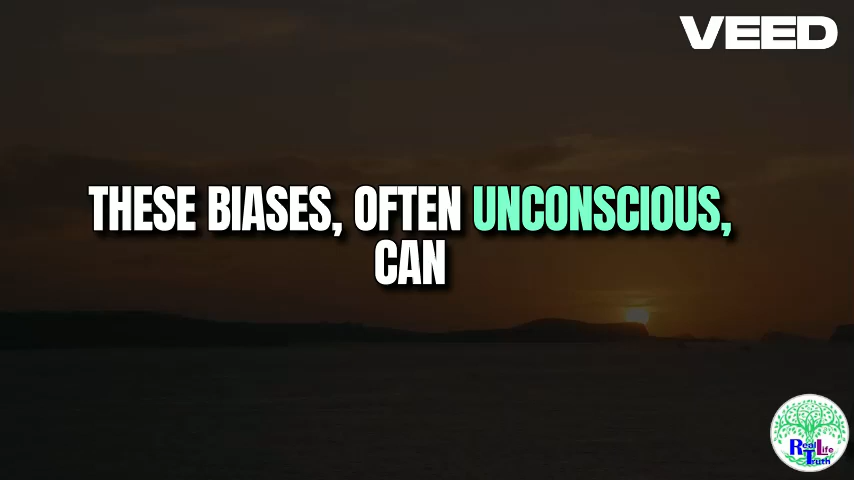 VEED
THESE BIASES, OFTEN UNCONSCIOUS,
CAN
Real Life
Truth